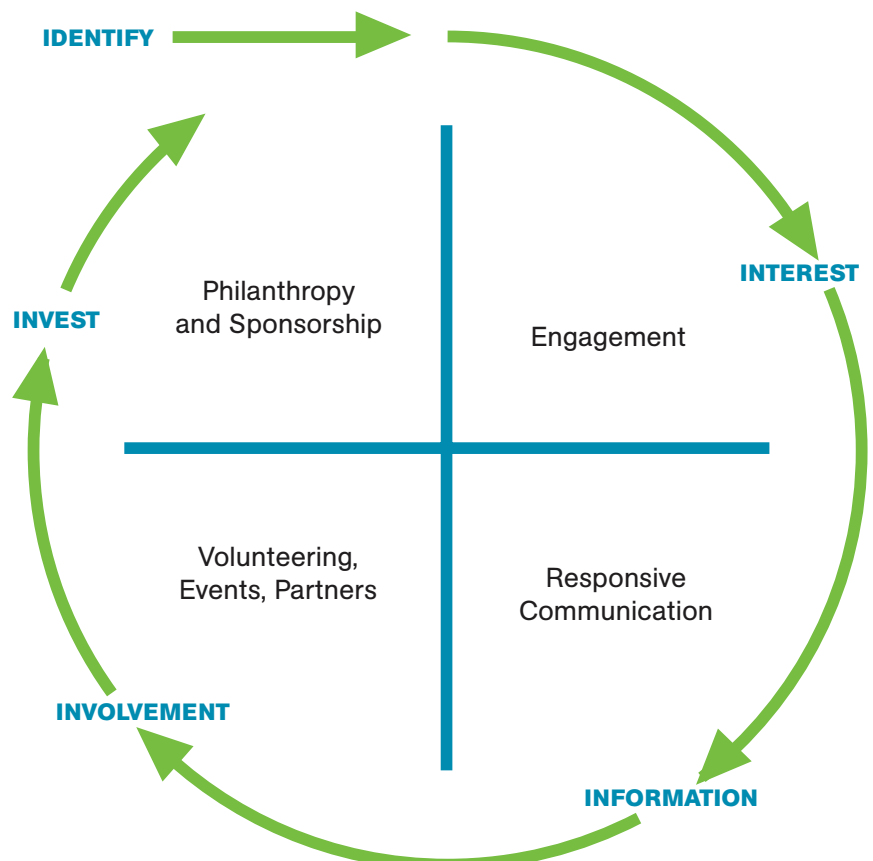 IDENTIFY
INTEREST
Philanthropy
and Sponsorship
INVEST
Engagement
Volunteering,
Events, Partners
Responsive
Communication
INVOLVEMENT
INFORMATION